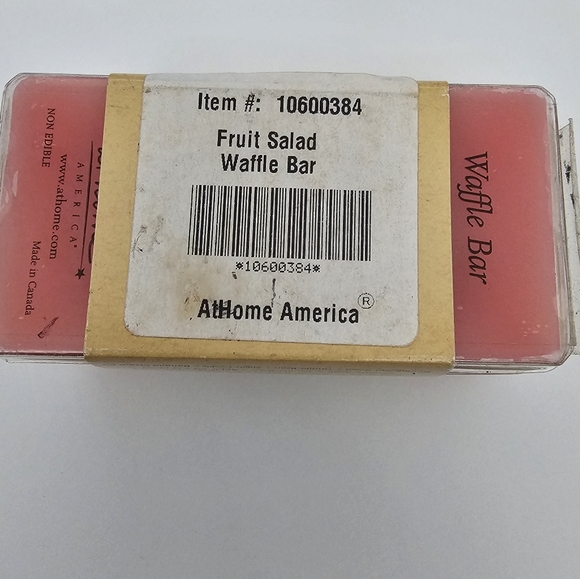 Item #: 10600384
Fruit Salad
Waffle Bar
*10600384*
AtHome America®
Waffle Bar
NON EDIBLE
AMERICA®
www.athome.com
Made in Canada